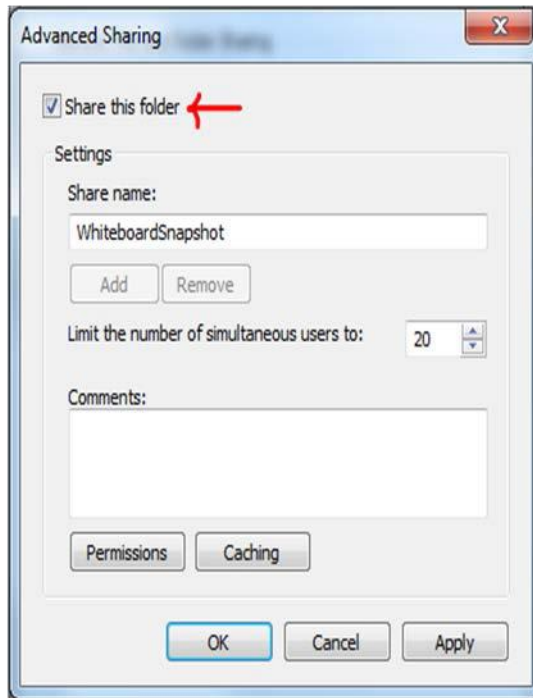 Advanced Sharing
Share this folder
Settings
Share name:
WhiteboardSnapshot
Add Remove
Limit the number of simultaneous users to: 20
Comments:
Permissions Caching
OK Cancel Apply